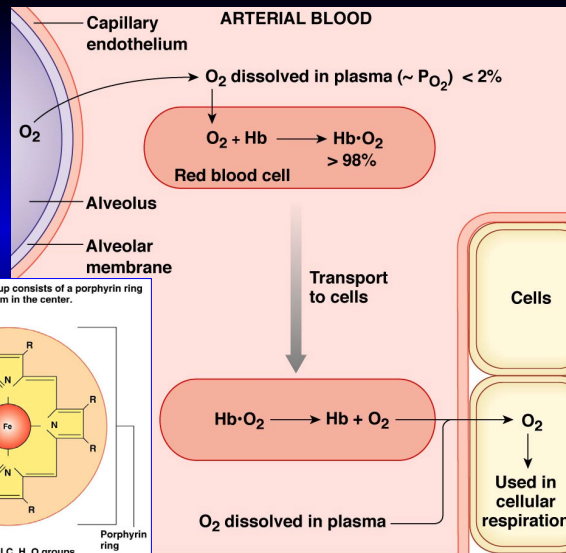 ARTERIAL BLOOD
Capillary
endothelium
O₂ dissolved in plasma (~ P_O₂) < 2%
O₂
O₂ + Hb → Hb•O₂
> 98%
Red blood cell
Alveolus
Alveolar
membrane
Transport
to cells
Cells
up consists of a porphyrin ring
m in the center.
R
N
R
Fe
N
R
N
R
Porphyrin
ring
Hb•O₂ → Hb + O₂
O₂
Used in
cellular
respiration
O₂ dissolved in plasma